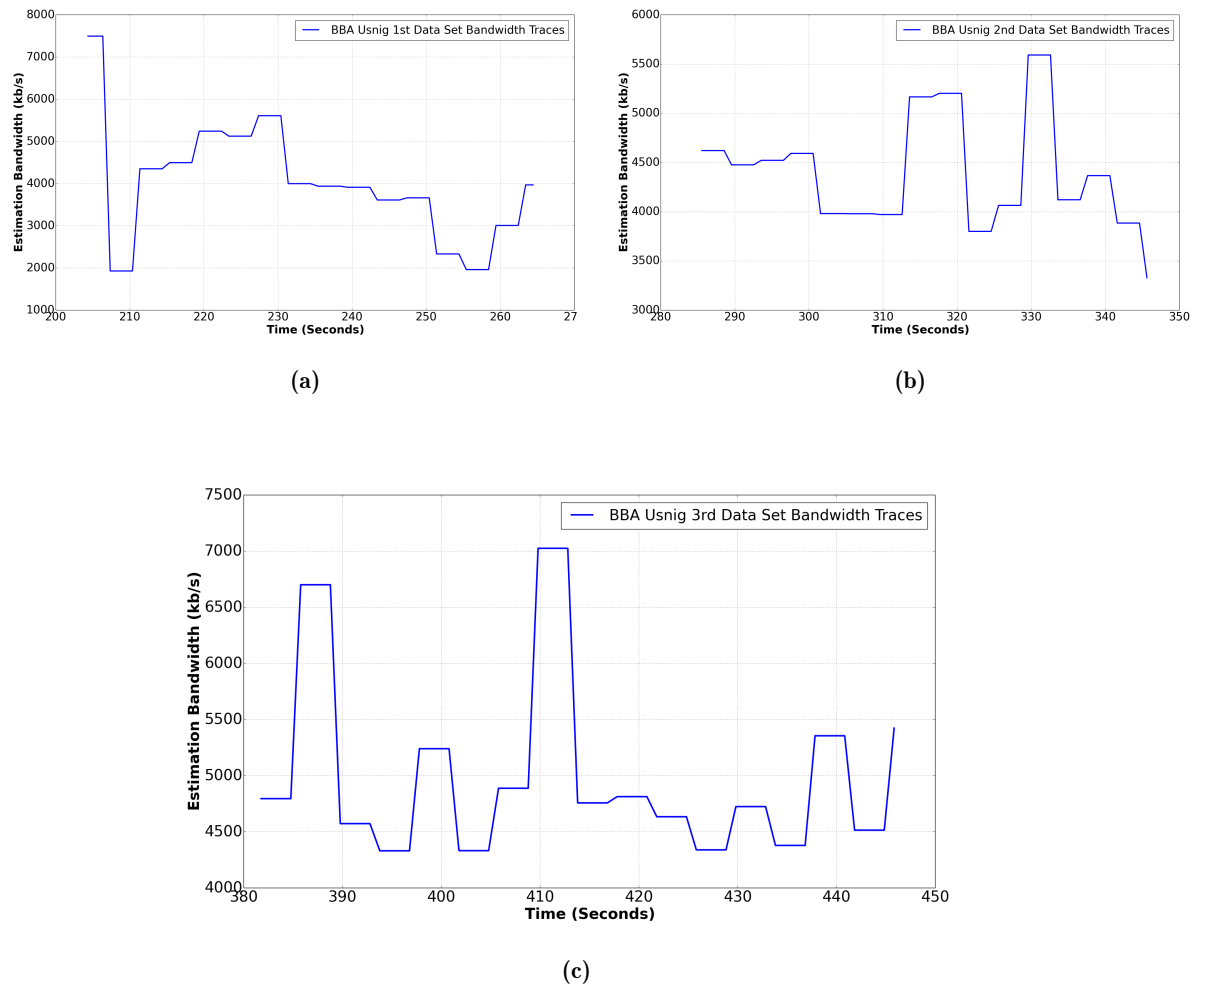 BBA Usnig 1st Data Set Bandwidth Traces
8000
7000
6000
5000
4000
3000
2000
1000
Estimation Bandwidth (kb/s)
200 210 220 230 240 250 260 27
Time (Seconds)
(a)
BBA Usnig 2nd Data Set Bandwidth Traces
6000
5500
5000
4500
4000
3500
3000
Estimation Bandwidth (kb/s)
280 290 300 310 320 330 340 350
Time (Seconds)
(b)
BBA Usnig 3rd Data Set Bandwidth Traces
7500
7000
6500
6000
5500
5000
4500
4000
Estimation Bandwidth (kb/s)
380 390 400 410 420 430 440 450
Time (Seconds)
(c)